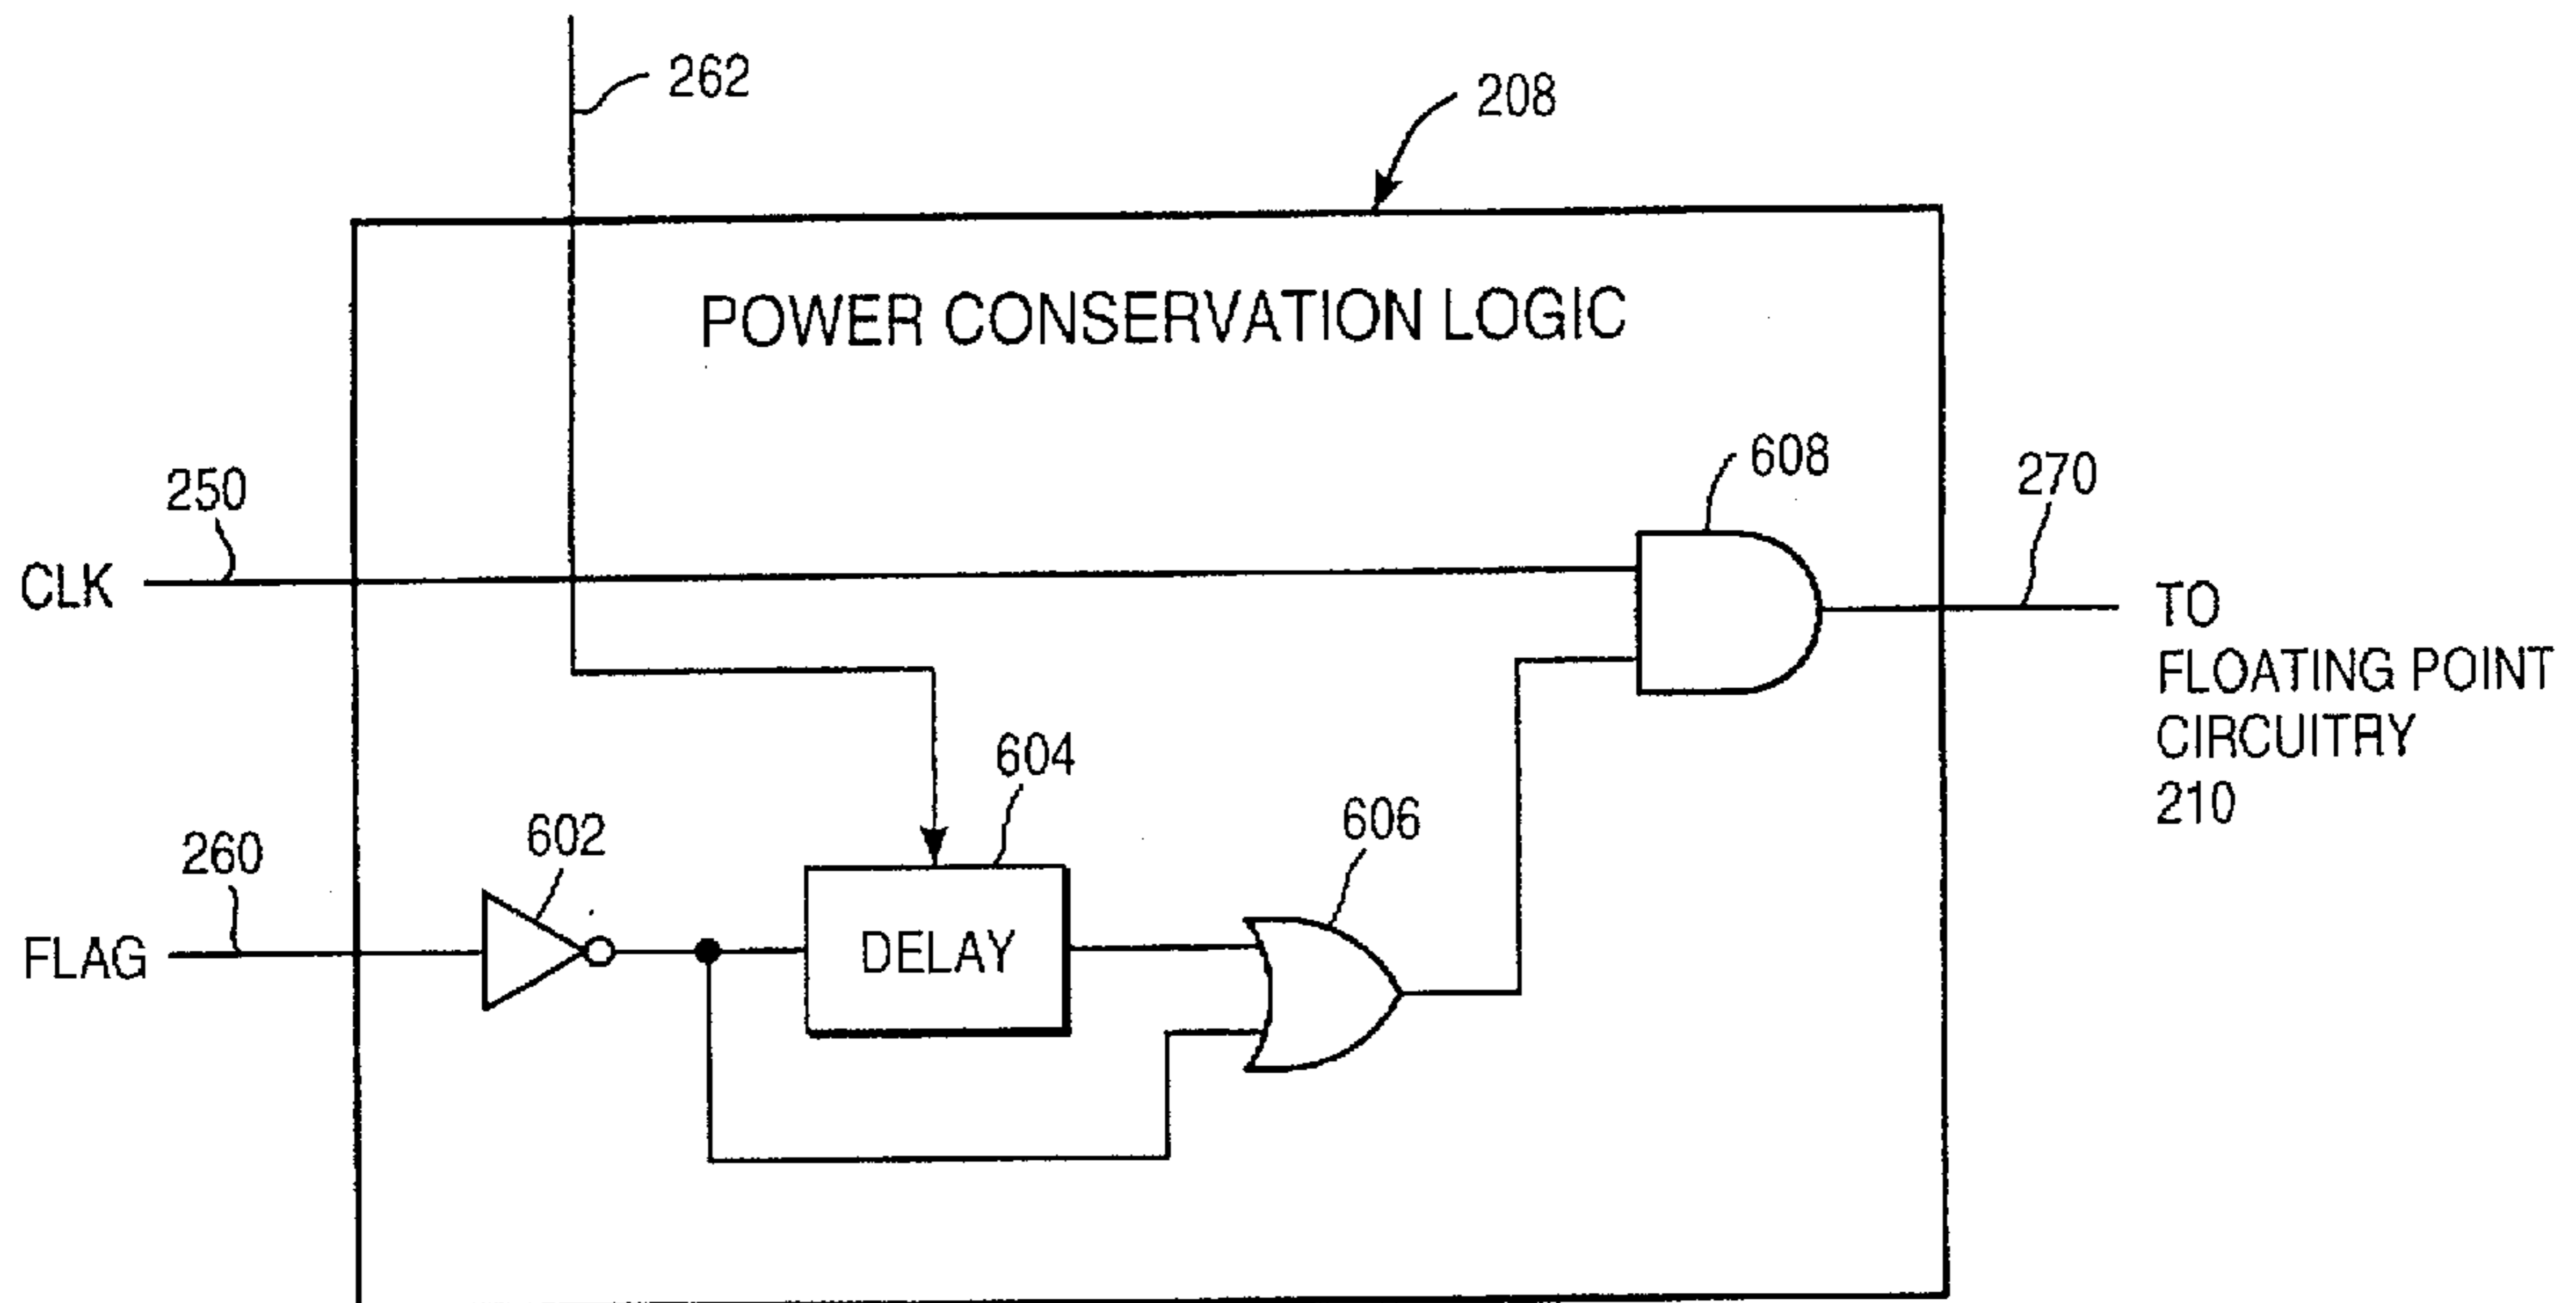 262
208
POWER CONSERVATION LOGIC
608
270
250
CLK
TO
FLOATING POINT
CIRCUITRY
210
604
606
602
260
DELAY
FLAG